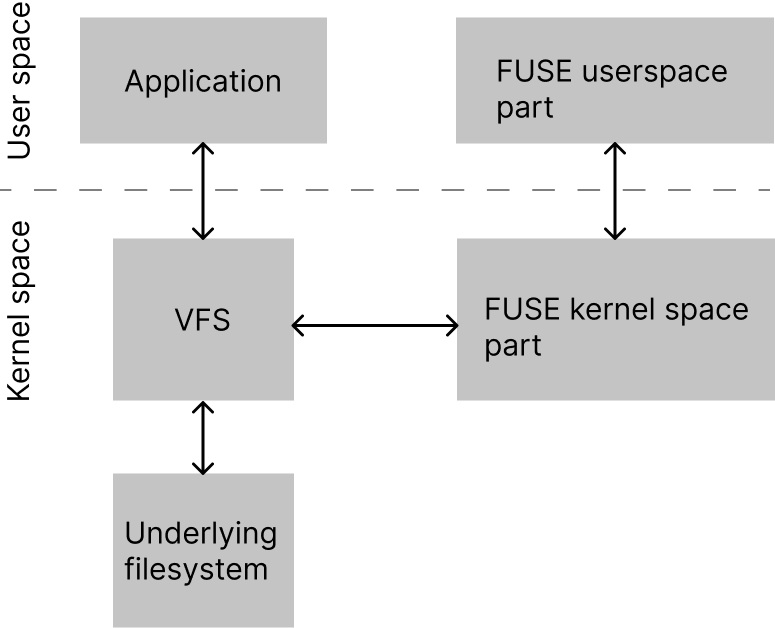 User space
Application
FUSE userspace
part
Kernel space
VFS
FUSE kernel space
part
Underlying
filesystem